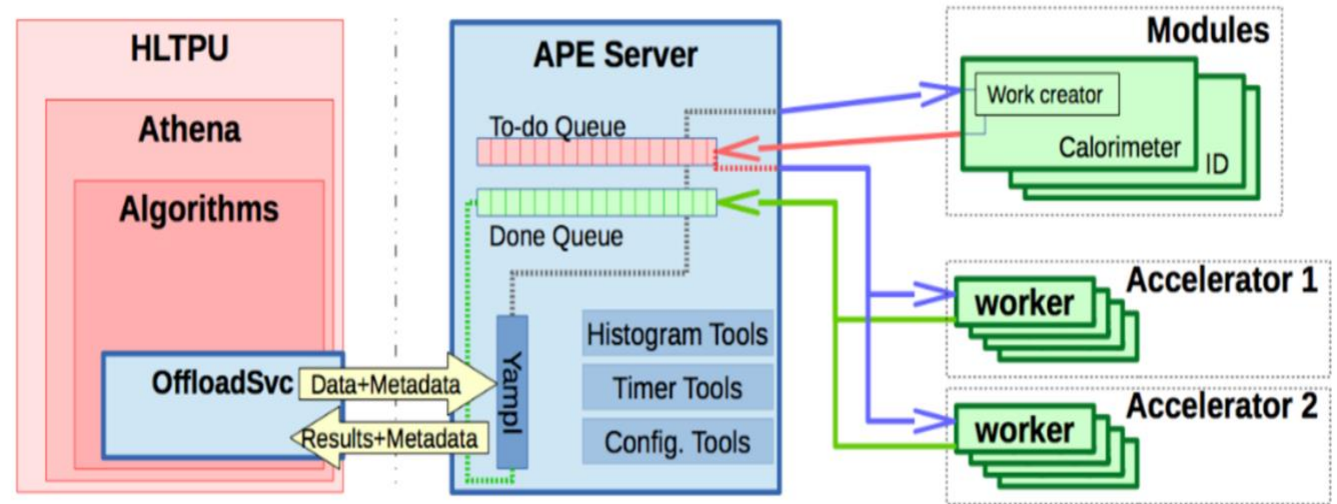 HLTPU
Athena
Algorithms
OffloadSvc
Data+Metadata
Results+Metadata
APE Server
To-do Queue
Done Queue
Yampl
Histogram Tools
Timer Tools
Config. Tools
Modules
Work creator
Calorimeter
ID
Accelerator 1
worker
Accelerator 2
worker